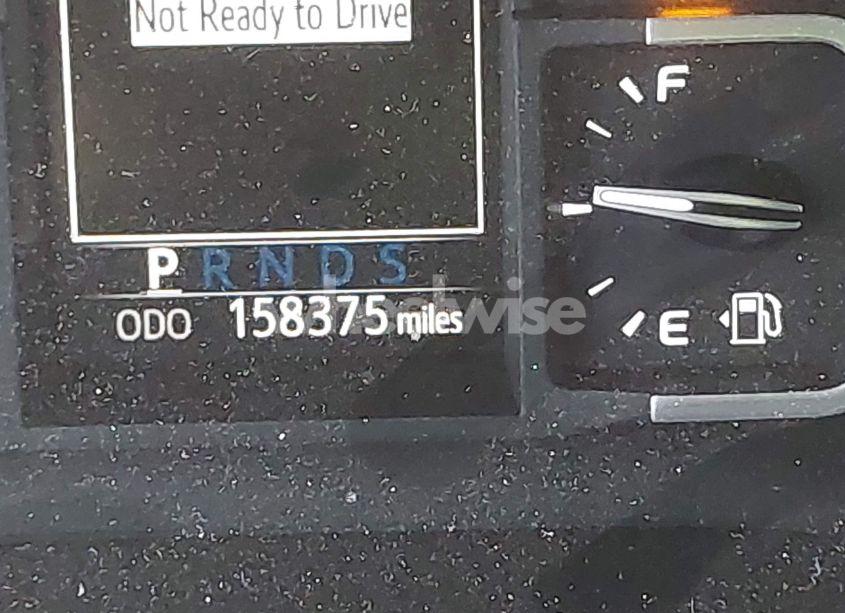 Not Ready to Drive
F
P R N D S
ODO 158375 miles
E